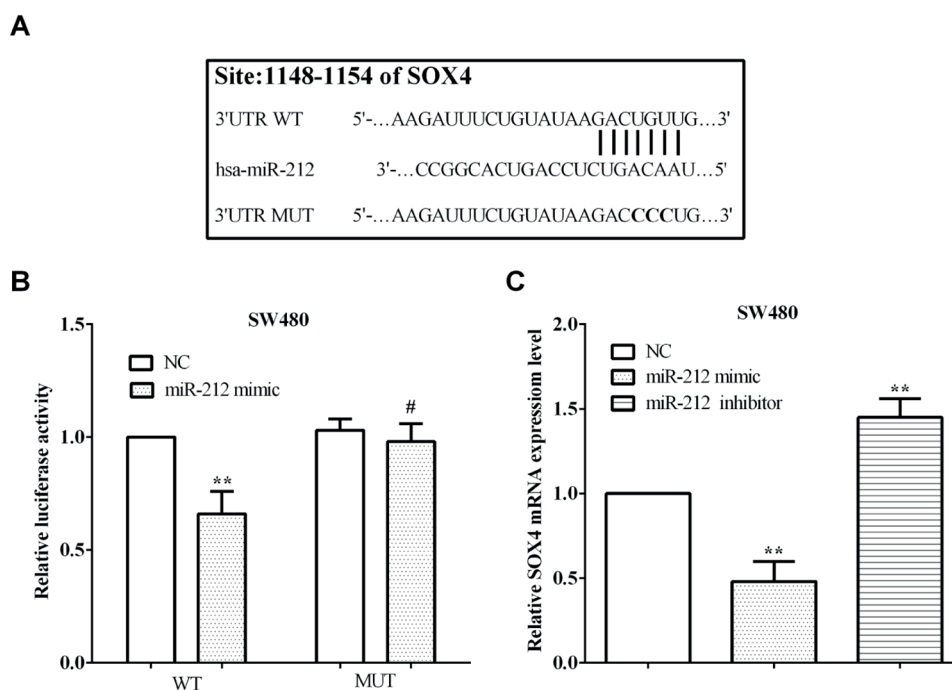 A
Site:1148-1154 of SOX4
3'UTR WT 5'-...AAGAUUUCUGUAUAAGACUGUUG...3'
hsa-miR-212 3'-...CCGGCACUGACCUCUGACAAU...5'
3'UTR MUT 5'-...AAGAUUUCUGUAUAAGACCCCUG...3'
B
SW480
Relative luciferase activity
1.5
1.0
0.5
0.0
NC
miR-212 mimic
**
#
WT
MUT
C
SW480
Relative SOX4 mRNA expressiom level
2.0
1.5
1.0
0.5
0.0
NC
miR-212 mimic
miR-212 inhibitor
**
**